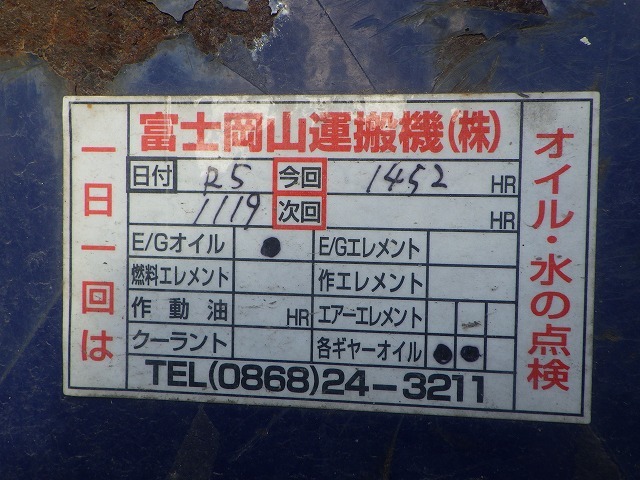 一日一回は
富士岡山運搬機(株)
日付 R5 今回 1452 HR
1119 次回 HR
E/Gオイル ● E/Gエレメント
燃料エレメント 作エレメント
作動油 HR エアーエレメント
クーラント 各ギヤーオイル ●●
TEL(0868)24-3211
オイル・水の点検